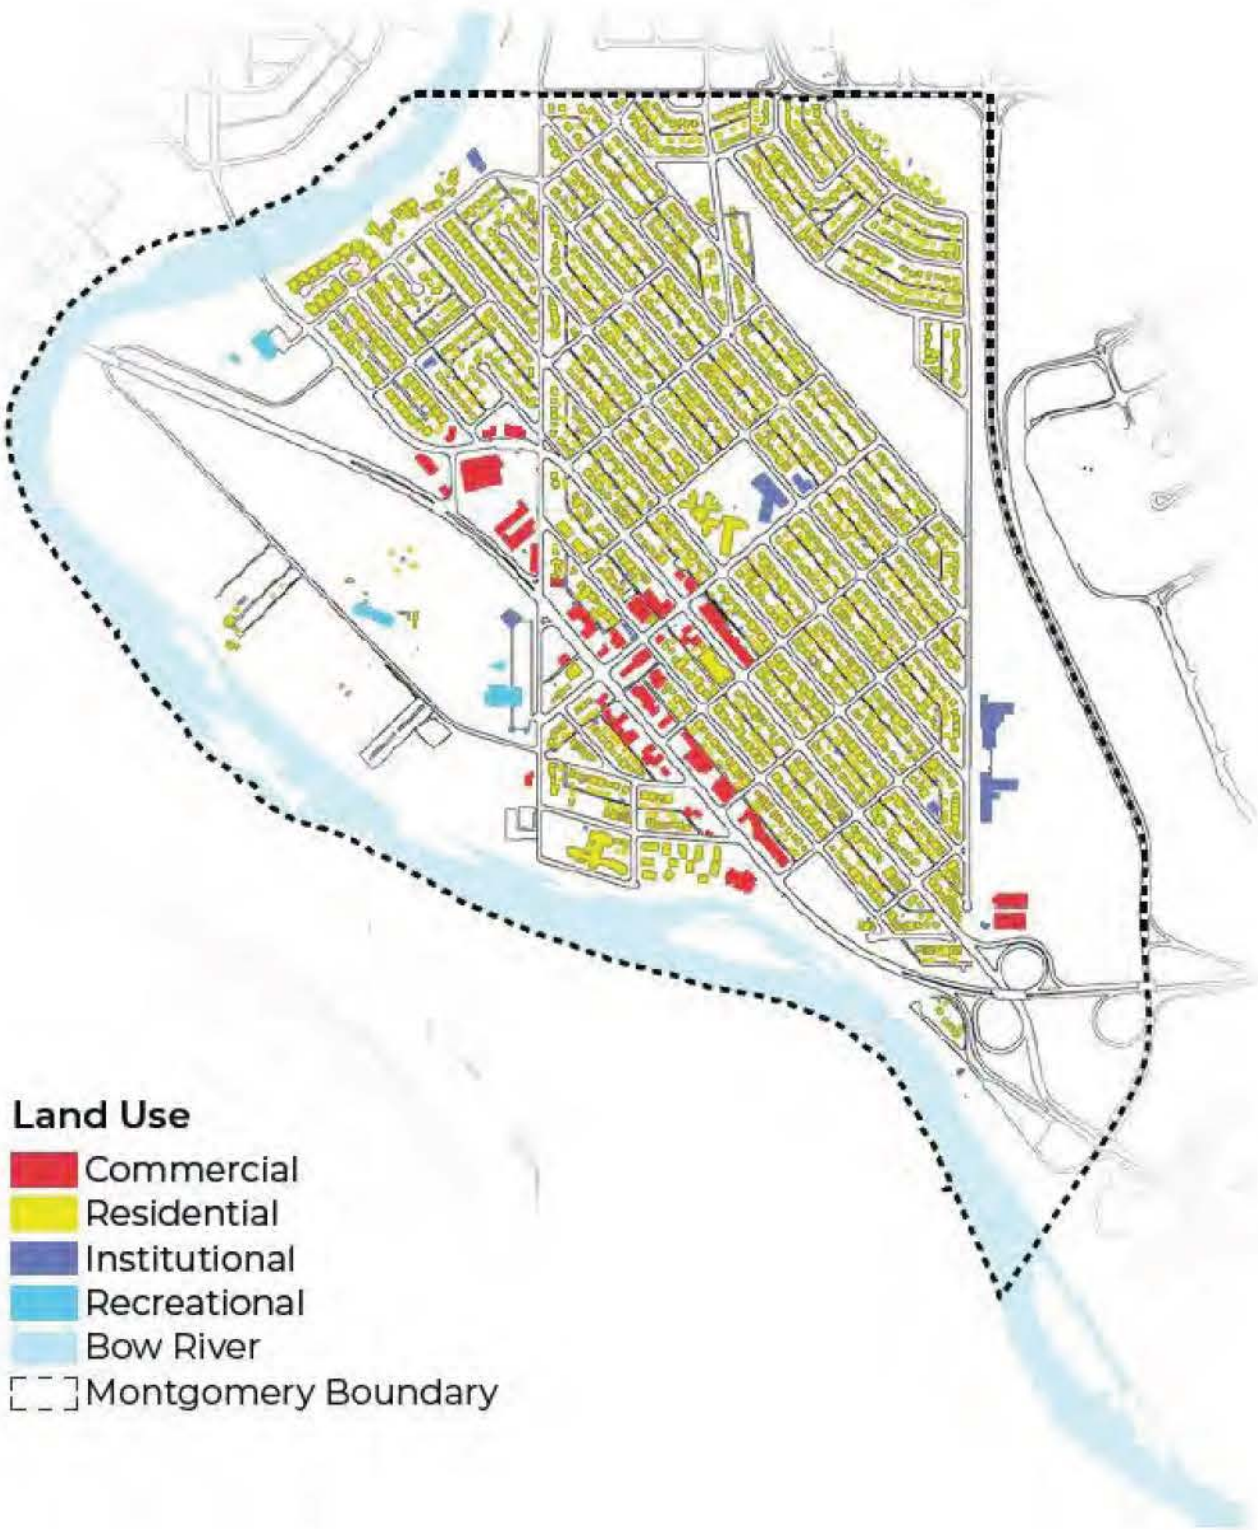 Land Use
Commercial
Residential
Institutional
Recreational
Bow River
Montgomery Boundary